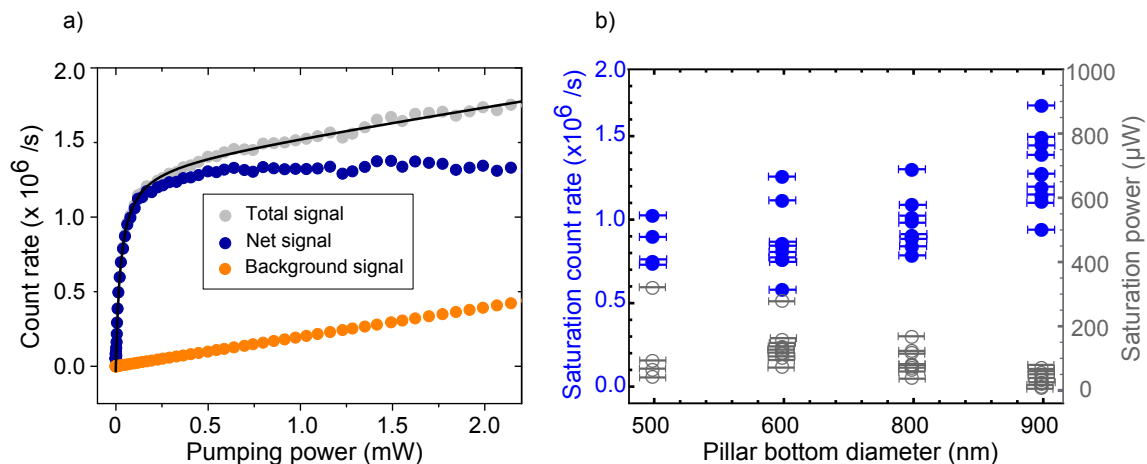 a)
2.0
1.5
1.0
0.5
0.0
Count rate (x 10⁶ /s)
Total signal
Net signal
Background signal
0 0.5 1.0 1.5 2.0
Pumping power (mW)
b)
2.0
1.5
1.0
0.5
0.0
Saturation count rate (x10⁶ /s)
1000
800
600
400
200
0
Saturation power (μW)
500 600 800 900
Pillar bottom diameter (nm)